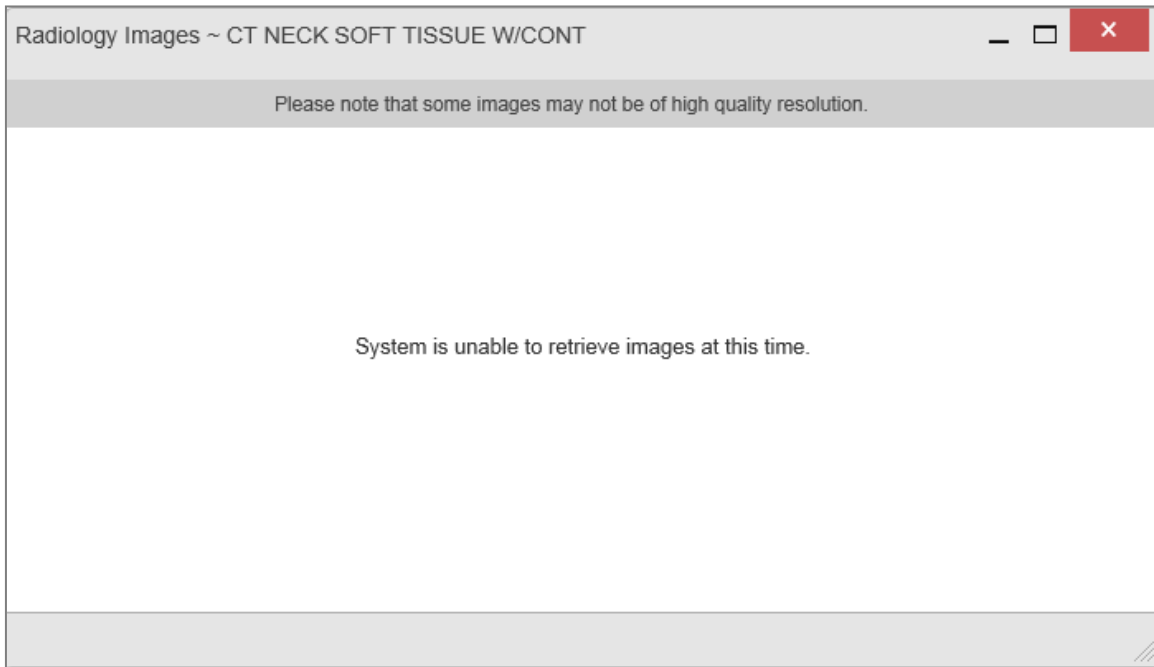 Radiology Images ~ CT NECK SOFT TISSUE W/CONT
Please note that some images may not be of high quality resolution.
System is unable to retrieve images at this time.